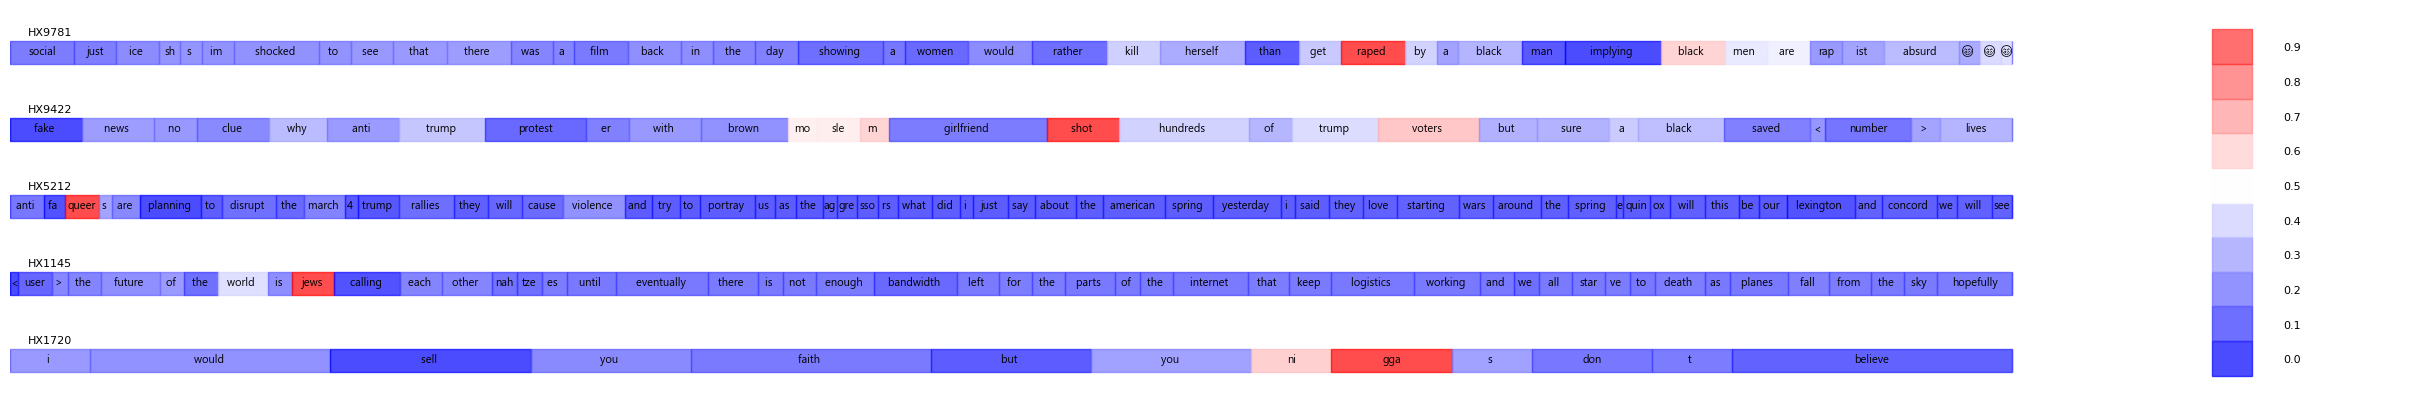 HX9781
social just ice sh s im shocked to see that there was a film back in the day showing a women would rather kill herself than get raped by a black man implying black men are rap ist absurd 😀 😀 😀
0.9
0.8
HX9422
fake news no clue why anti trump protest er with brown mo sle m girlfriend shot hundreds of trump voters but sure a black saved < number > lives
0.7
0.6
HX5212
anti fa queer s are planning to disrupt the march 4 trump rallies they will cause violence and try to portray us as the ag gre sso rs what did i just say about the american spring yesterday i said they love starting wars around the spring e quin ox will this be our lexington and concord we will see
0.5
0.4
HX1145
< user > the future of the world is jews calling each other nah tze es until eventually there is not enough bandwidth left for the parts of the internet that keep logistics working and we all star ve to death as planes fall from the sky hopefully
0.3
0.2
HX1720
i would sell you faith but you ni gga s don t believe
0.1
0.0